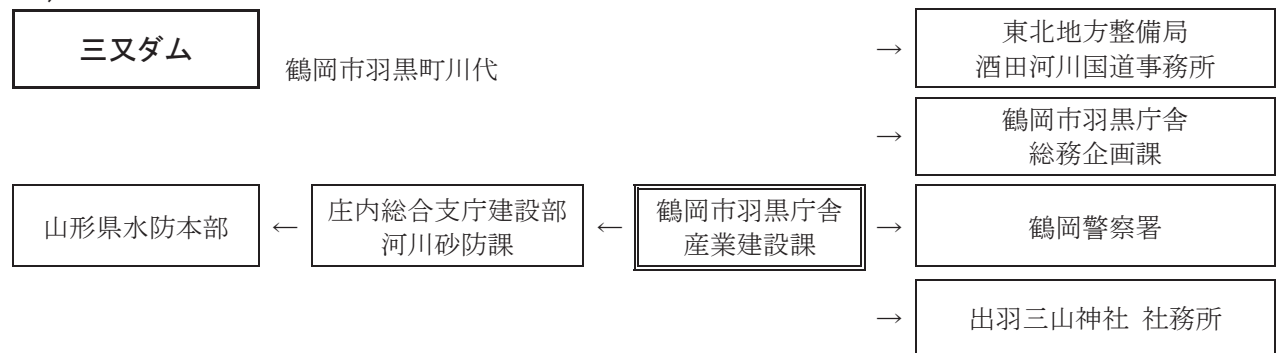 三又ダム
鶴岡市羽黒町川代
→
東北地方整備局
酒田河川国道事務所
→
鶴岡市羽黒庁舎
総務企画課
山形県水防本部
←
庄内総合支庁建設部
河川砂防課
←
鶴岡市羽黒庁舎
産業建設課
→
鶴岡警察署
→
出羽三山神社 社務所